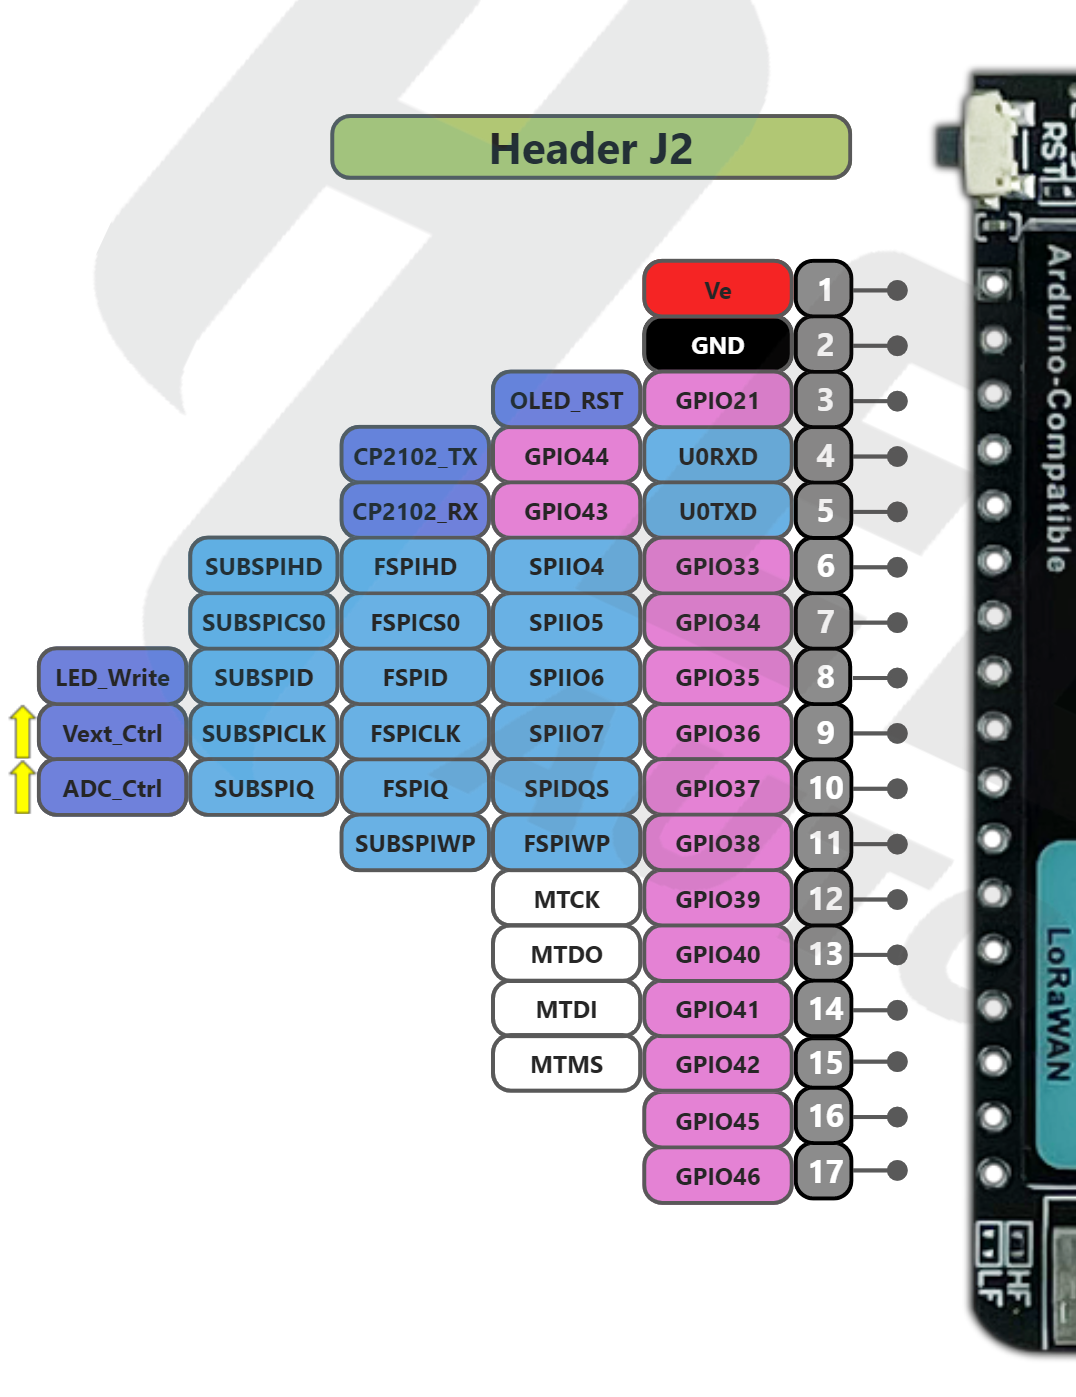 Header J2
RST
Arduino-Compatible
Ve 1
GND 2
OLED_RST GPIO21 3
CP2102_TX GPIO44 U0RXD 4
CP2102_RX GPIO43 U0TXD 5
SUBSPIHD FSPIHD SPIIO4 GPIO33 6
SUBSPICS0 FSPICS0 SPIIO5 GPIO34 7
LED_Write SUBSPID FSPID SPIIO6 GPIO35 8
Vext_Ctrl SUBSPICLK FSPICLK SPIIO7 GPIO36 9
ADC_Ctrl SUBSPIQ FSPIQ SPIDQS GPIO37 10
SUBSPIWP FSPIWP GPIO38 11
MTCK GPIO39 12
MTDO GPIO40 13
MTDI GPIO41 14
MTMS GPIO42 15
GPIO45 16
GPIO46 17
LoRaWAN
LF
HF